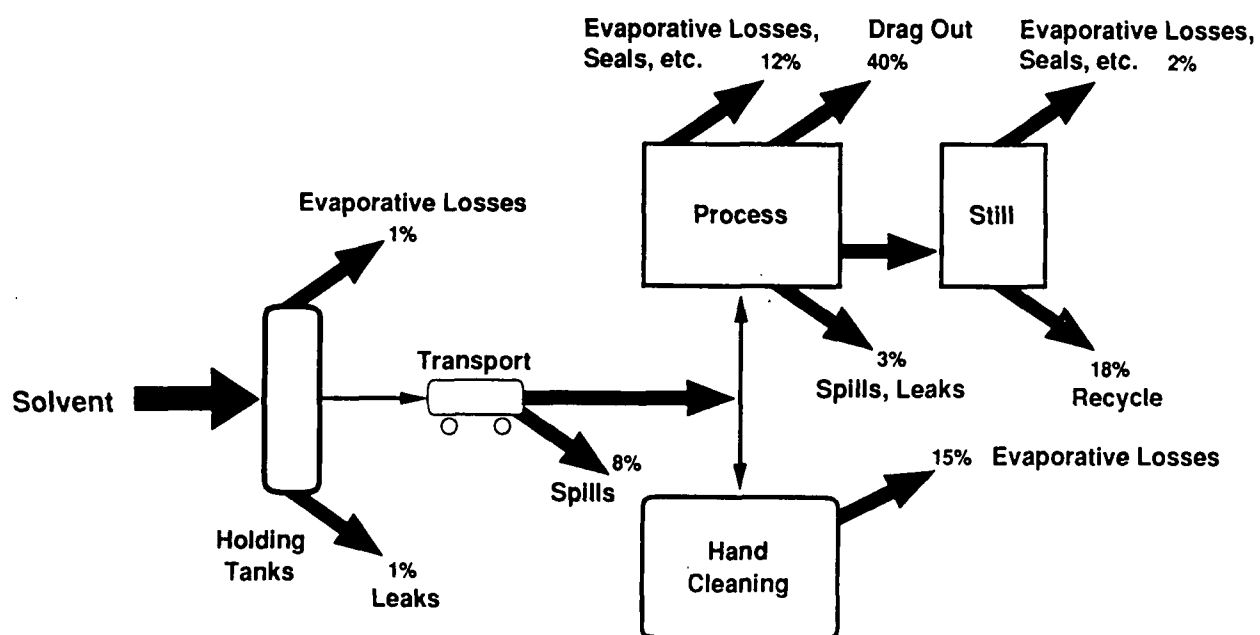 Evaporative Losses,
Seals, etc. 12%
Drag Out
40%
Evaporative Losses,
Seals, etc. 2%
Process
Still
Evaporative Losses
1%
Transport
3%
Spills, Leaks
18%
Recycle
Solvent
8%
Spills
15% Evaporative Losses
Holding
Tanks
1%
Leaks
Hand
Cleaning